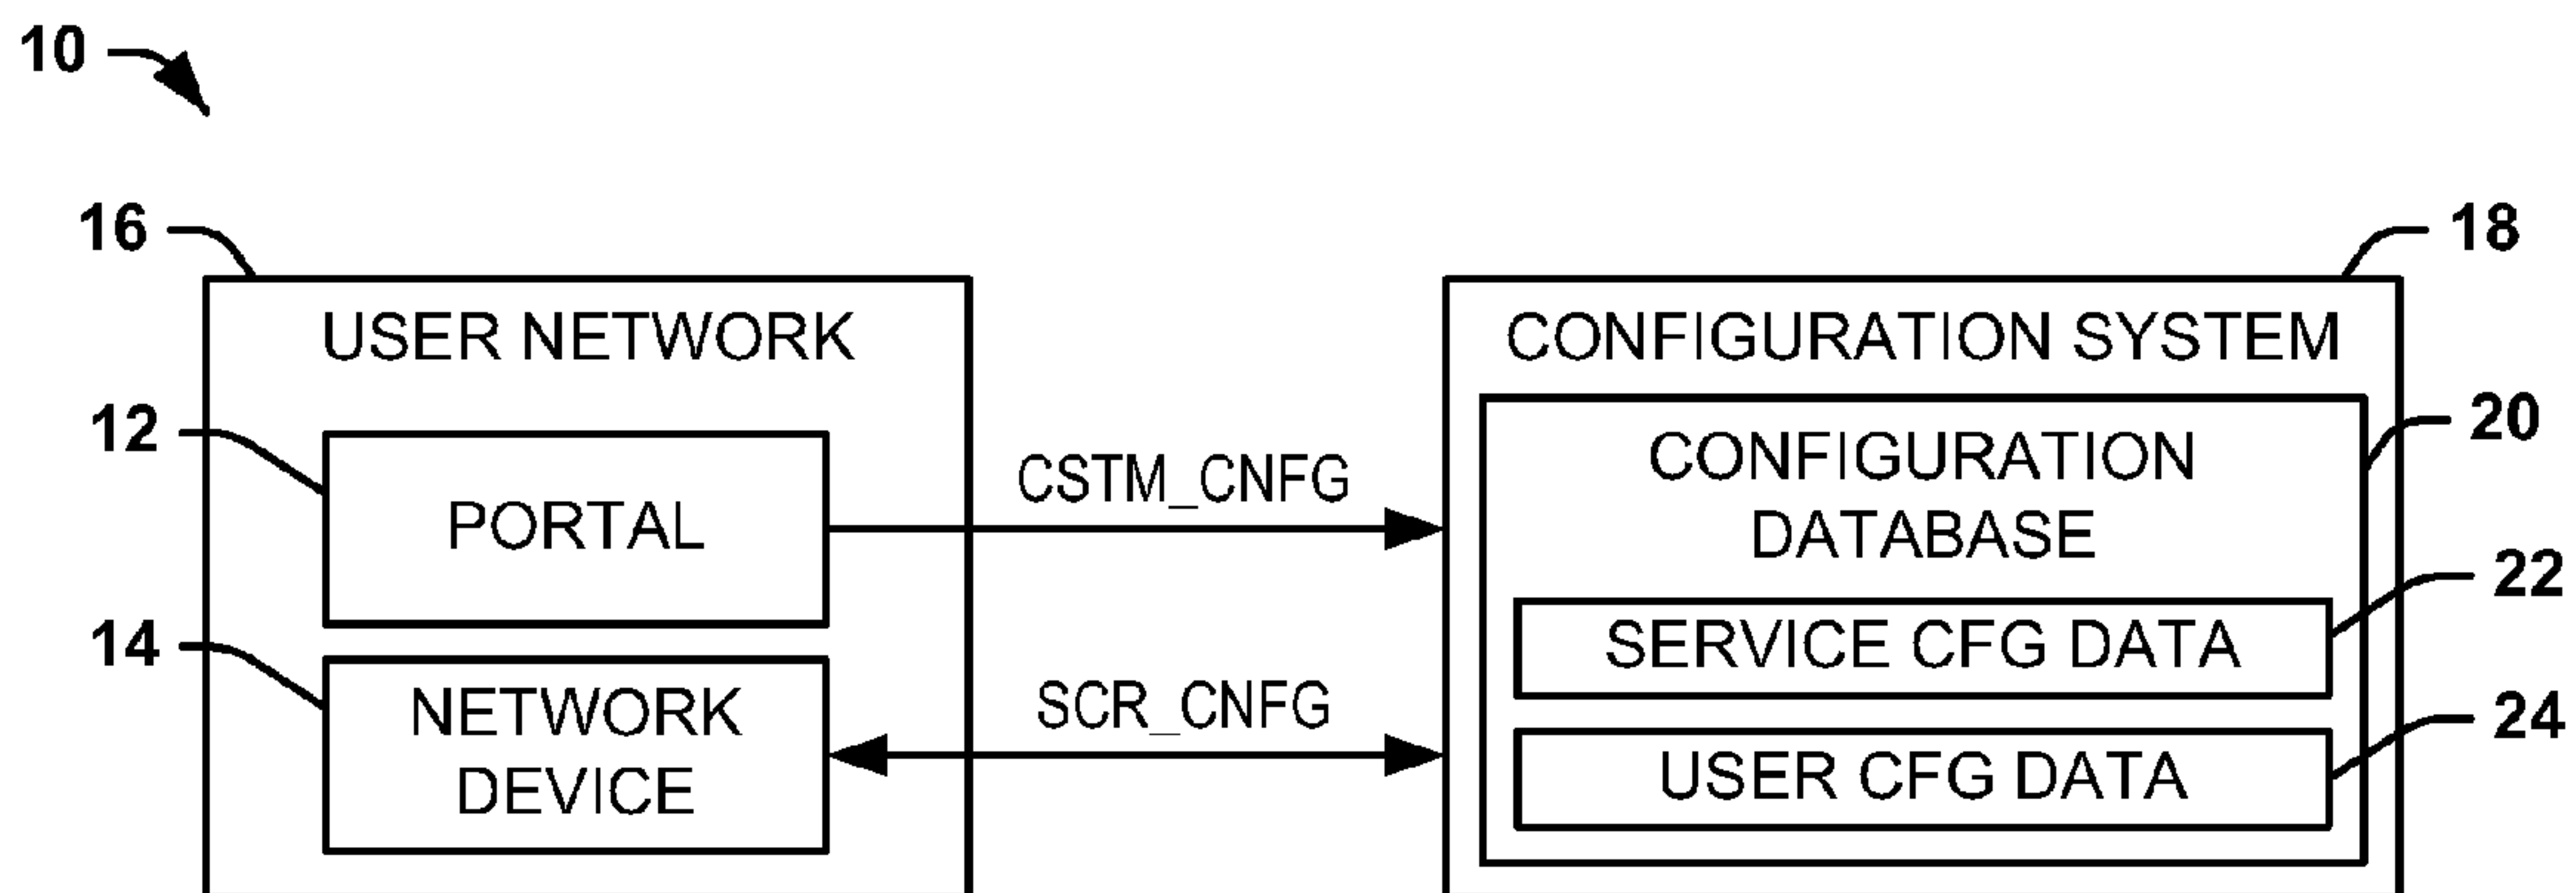 10
16
18
USER NETWORK
CONFIGURATION SYSTEM
12
PORTAL
CSTM_CNFG
20
CONFIGURATION
DATABASE
22
SERVICE CFG DATA
14
NETWORK
DEVICE
SCR_CNFG
24
USER CFG DATA